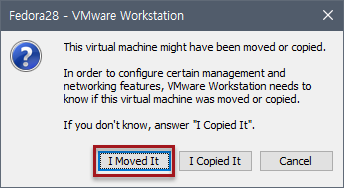 Fedora28 - VMware Workstation
This virtual machine might have been moved or copied.
In order to configure certain management and
networking features, VMware Workstation needs to
know if this virtual machine was moved or copied.
If you don't know, answer "I Copied It".
I Moved It
I Copied It
Cancel